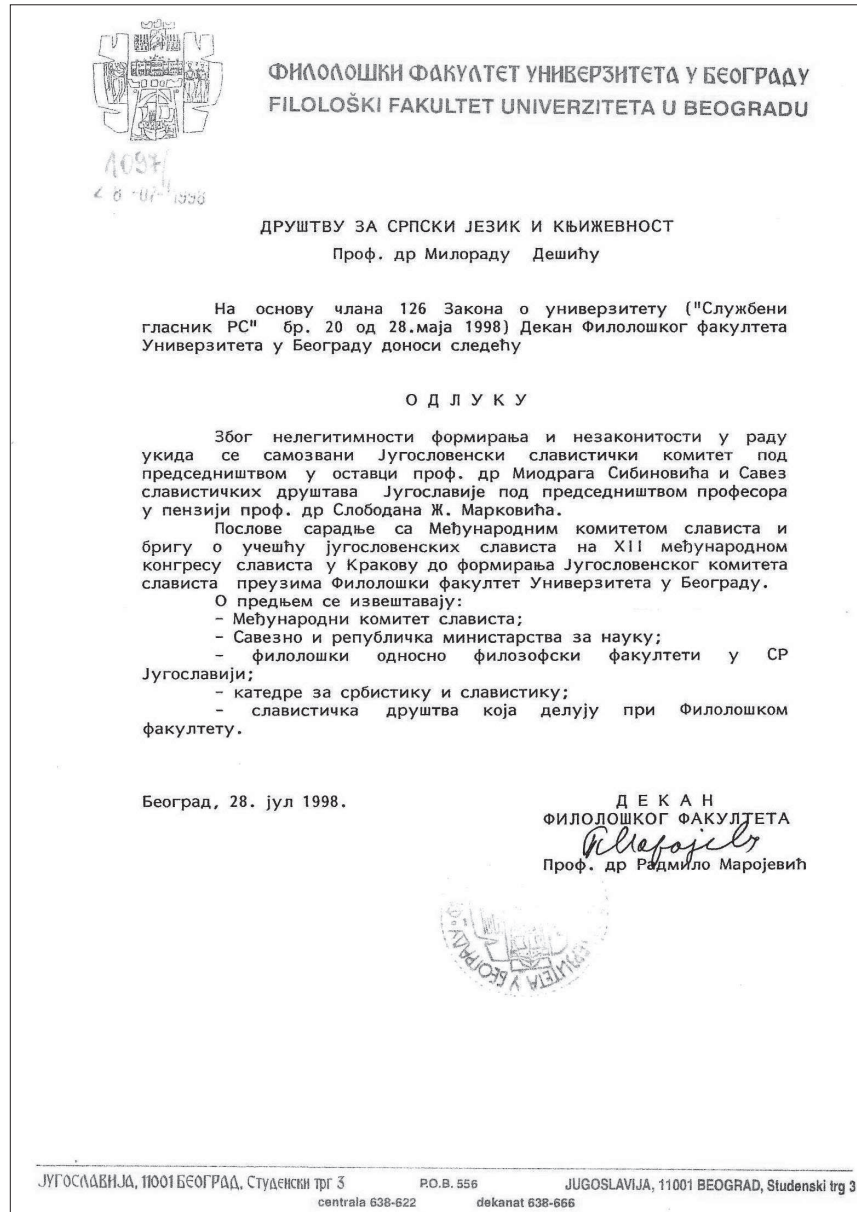 ФИЛОЛОШКИ ФАКУЛТЕТ УНИВЕРЗИТЕТА У БЕОГРАДУ
FILOLOŠKI FAKULTET UNIVERZITETA U BEOGRADU
1097/
28-07-1998
ДРУШТВУ ЗА СРПСКИ ЈЕЗИК И КЊИЖЕВНОСТ
Проф. др Милораду Дешићу
На основу члана 126 Закона о универзитету ("Службени
гласник РС" бр. 20 од 28.маја 1998) Декан Филолошког факултета
Универзитета у Београду доноси следећу
О Д Л У К У
Због нелегитимности формирања и незаконитости у раду
укида се самозвани Југословенски славистички комитет под
председништвом у оставци проф. др Миодрага Сибиновића и Савез
славистичких друштава Југославије под председништвом професора
у пензији проф. др Слободана Ж. Марковића.
Послове сарадње са Међународним комитетом слависта и
бригу о учешћу југословенских слависта на XII међународном
конгресу слависта у Кракову до формирања Југословенског комитета
слависта преузима Филолошки факултет Универзитета у Београду.
О предњем се извештавају:
– Међународни комитет слависта;
– Савезно и републичка министарства за науку;
– филолошки односно филозофски факултети у СР
Југославији;
– катедре за србистику и славистику;
– славистичка друштва која делују при Филолошком
факултету.
Београд, 28. јул 1998.
Д Е К А Н
ФИЛОЛОШКОГ ФАКУЛТЕТА
Проф. др Радмило Маројевић
ЈУГОСЛАВИЈА, 11001 БЕОГРАД, Студенски трг 3
P.O.B. 556
JUGOSLAVIJA, 11001 BEOGRAD, Studenski trg 3
centrala 638-622 dekanat 638-666